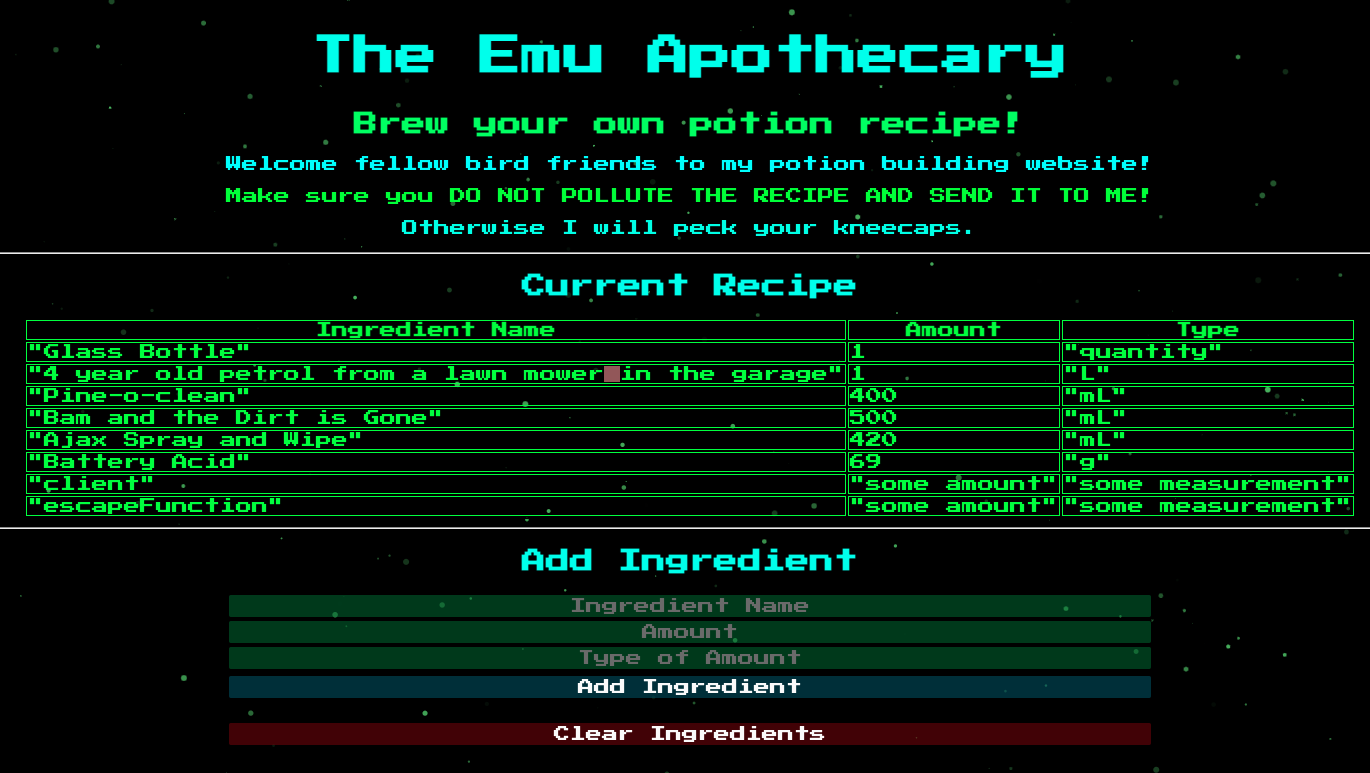 The Emu Apothecary
Brew your own potion recipe!
Welcome fellow bird friends to my potion building website!
Make sure you DO NOT POLLUTE THE RECIPE AND SEND IT TO ME!
Otherwise I will peck your kneecaps.
Current Recipe
Ingredient Name Amount Type
"Glass Bottle" 1 "quantity"
"4 year old petrol from a lawn mower in the garage" 1 "L"
"Pine-o-clean" 400 "mL"
"Bam and the Dirt is Gone" 500 "mL"
"Ajax Spray and Wipe" 420 "mL"
"Battery Acid" 69 "g"
"client" "some amount" "some measurement"
"escapeFunction" "some amount" "some measurement"
Add Ingredient
Ingredient Name
Amount
Type of Amount
Add Ingredient
Clear Ingredients